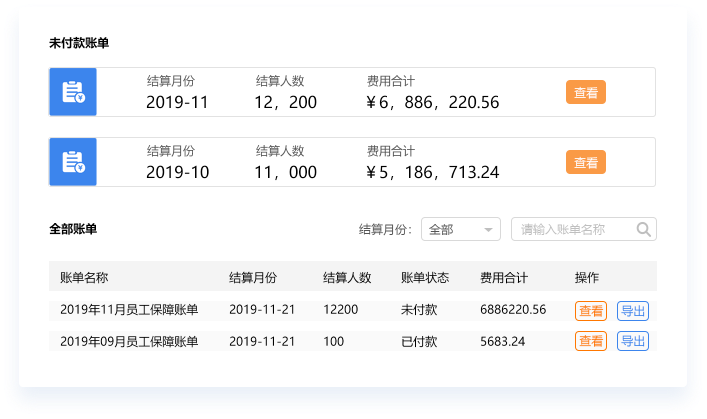 未付款账单
结算月份 结算人数 费用合计
2019-11 12，200 ¥6，886，220.56 查看
结算月份 结算人数 费用合计
2019-10 11，000 ¥5，186，713.24 查看
全部账单 结算月份： 全部 请输入账单名称
账单名称 结算月份 结算人数 账单状态 费用合计 操作
2019年11月员工保障账单 2019-11-21 12200 未付款 6886220.56 查看 导出
2019年09月员工保障账单 2019-11-21 100 已付款 5683.24 查看 导出